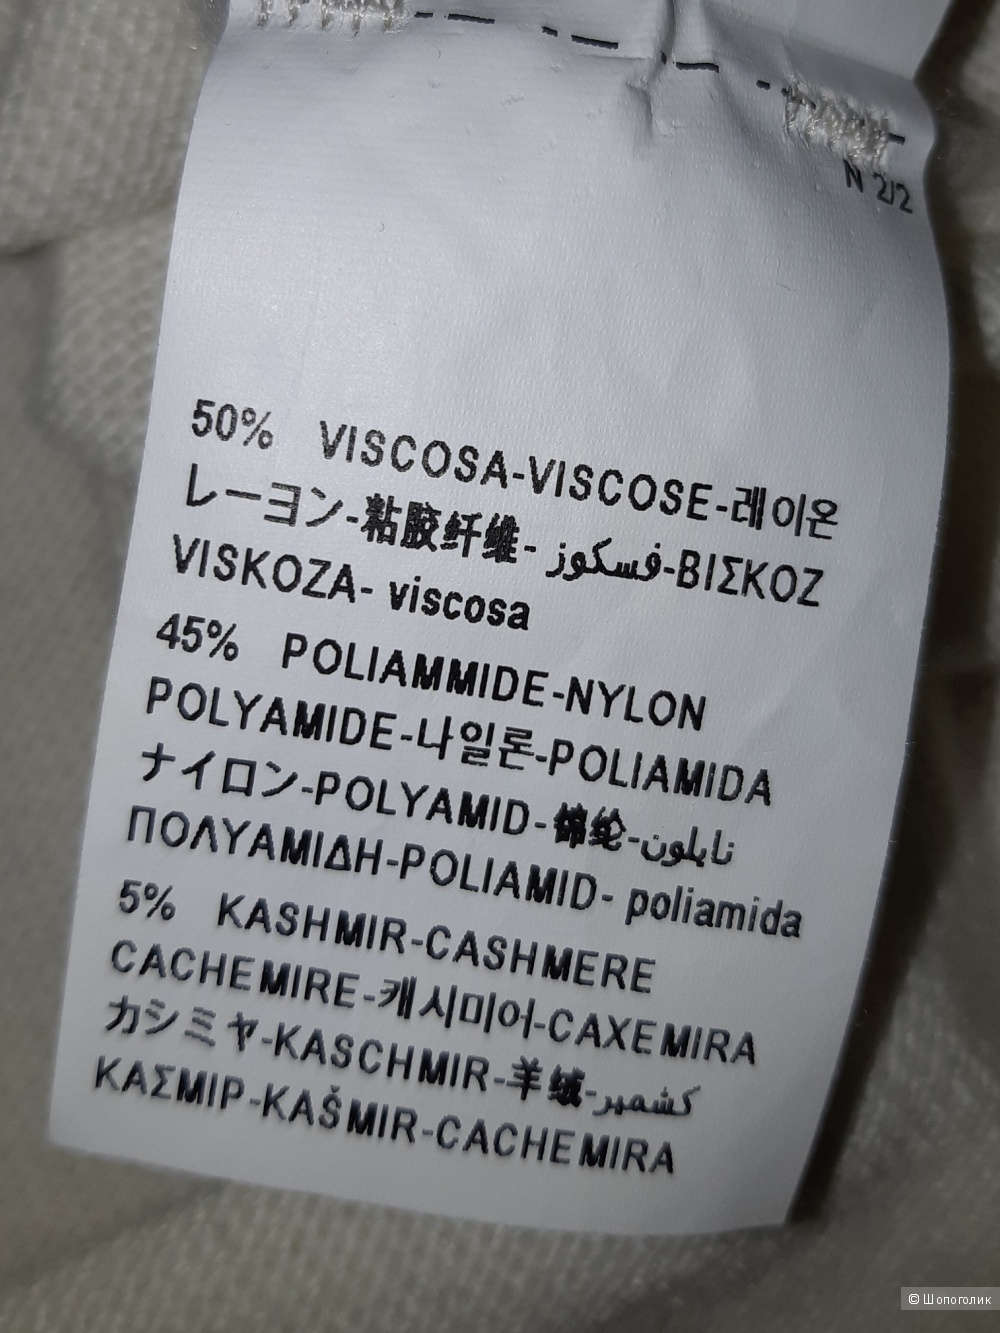 N 2/2
50% VISCOSA-VISCOSE-레이온
レーヨン-粘胶纤维- فسكوز-ΒΙΣΚΟΖ
VISKOZA- viscosa
45% POLIAMMIDE-NYLON
POLYAMIDE-나일론-POLIAMIDA
ナイロン-POLYAMID-锦纶-نايلون
ΠΟΛΥΑΜΙΔΗ-POLIAMID- poliamida
5% KASHMIR-CASHMERE
CACHEMIRE-캐시미어-CAXEMIRA
カシミヤ-KASCHMIR-羊绒-كشمير
ΚΑΣΜΙΡ-KAŠMIR-CACHEMIRA
© Шопоголик